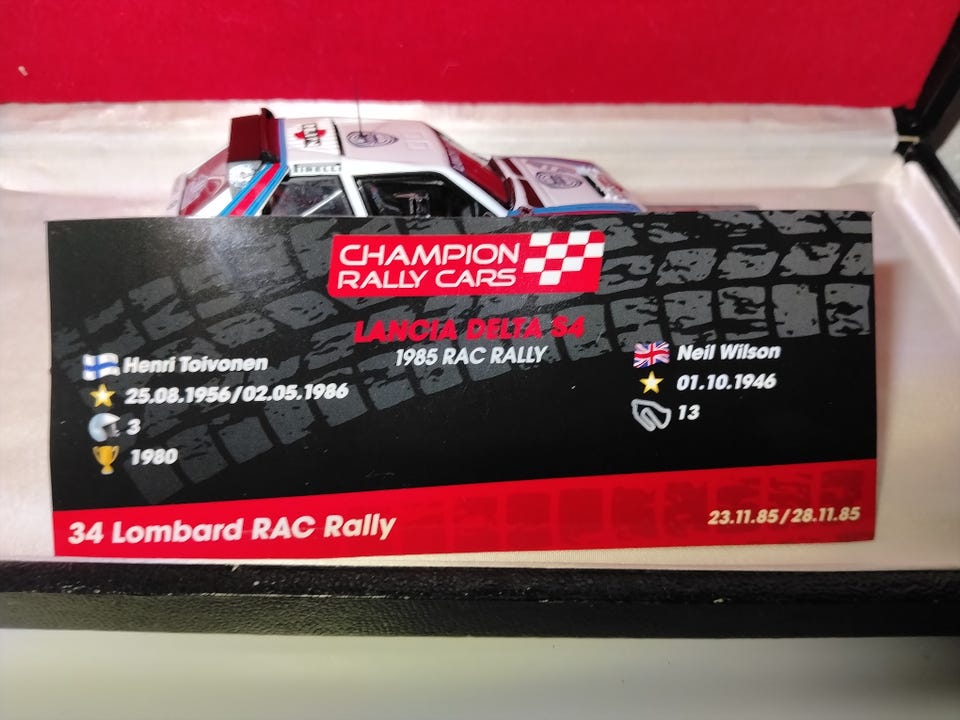 PIRELLI
CHAMPION
RALLY CARS
LANCIA DELTA S4
1985 RAC RALLY
Henri Toivonen
25.08.1956/02.05.1986
3
1980
Neil Wilson
01.10.1946
13
34 Lombard RAC Rally
23.11.85/28.11.85